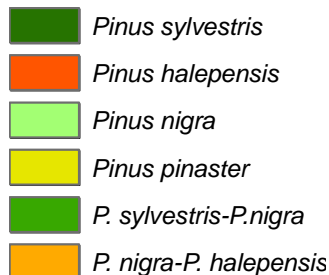 Pinus sylvestris
Pinus halepensis
Pinus nigra
Pinus pinaster
P. sylvestris-P.nigra
P. nigra-P. halepensis